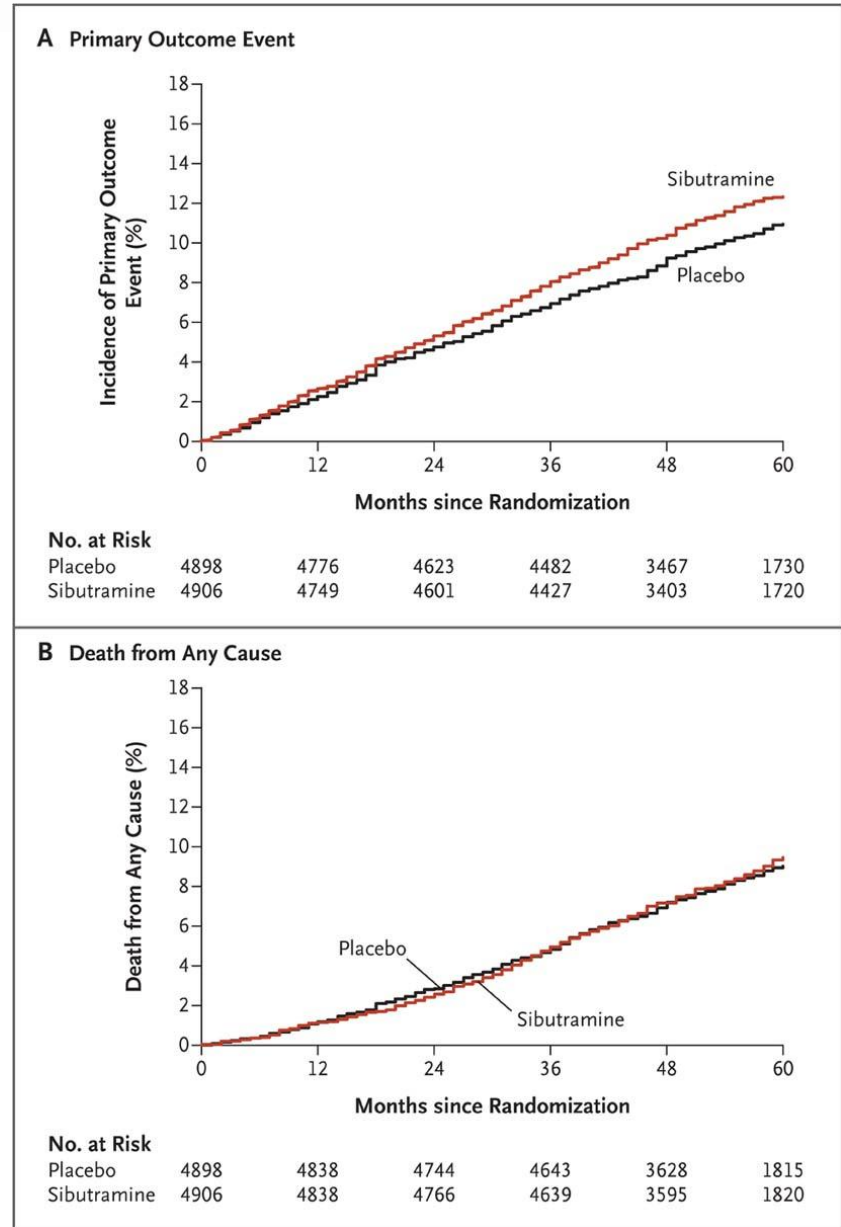 A Primary Outcome Event
18
16
14
12
10
8
6
4
2
0
Incidence of Primary Outcome
Event (%)
Sibutramine
Placebo
0 12 24 36 48 60
Months since Randomization
No. at Risk
Placebo 4898 4776 4623 4482 3467 1730
Sibutramine 4906 4749 4601 4427 3403 1720
B Death from Any Cause
18
16
14
12
10
8
6
4
2
0
Death from Any Cause (%)
Placebo
Sibutramine
0 12 24 36 48 60
Months since Randomization
No. at Risk
Placebo 4898 4838 4744 4643 3628 1815
Sibutramine 4906 4838 4766 4639 3595 1820